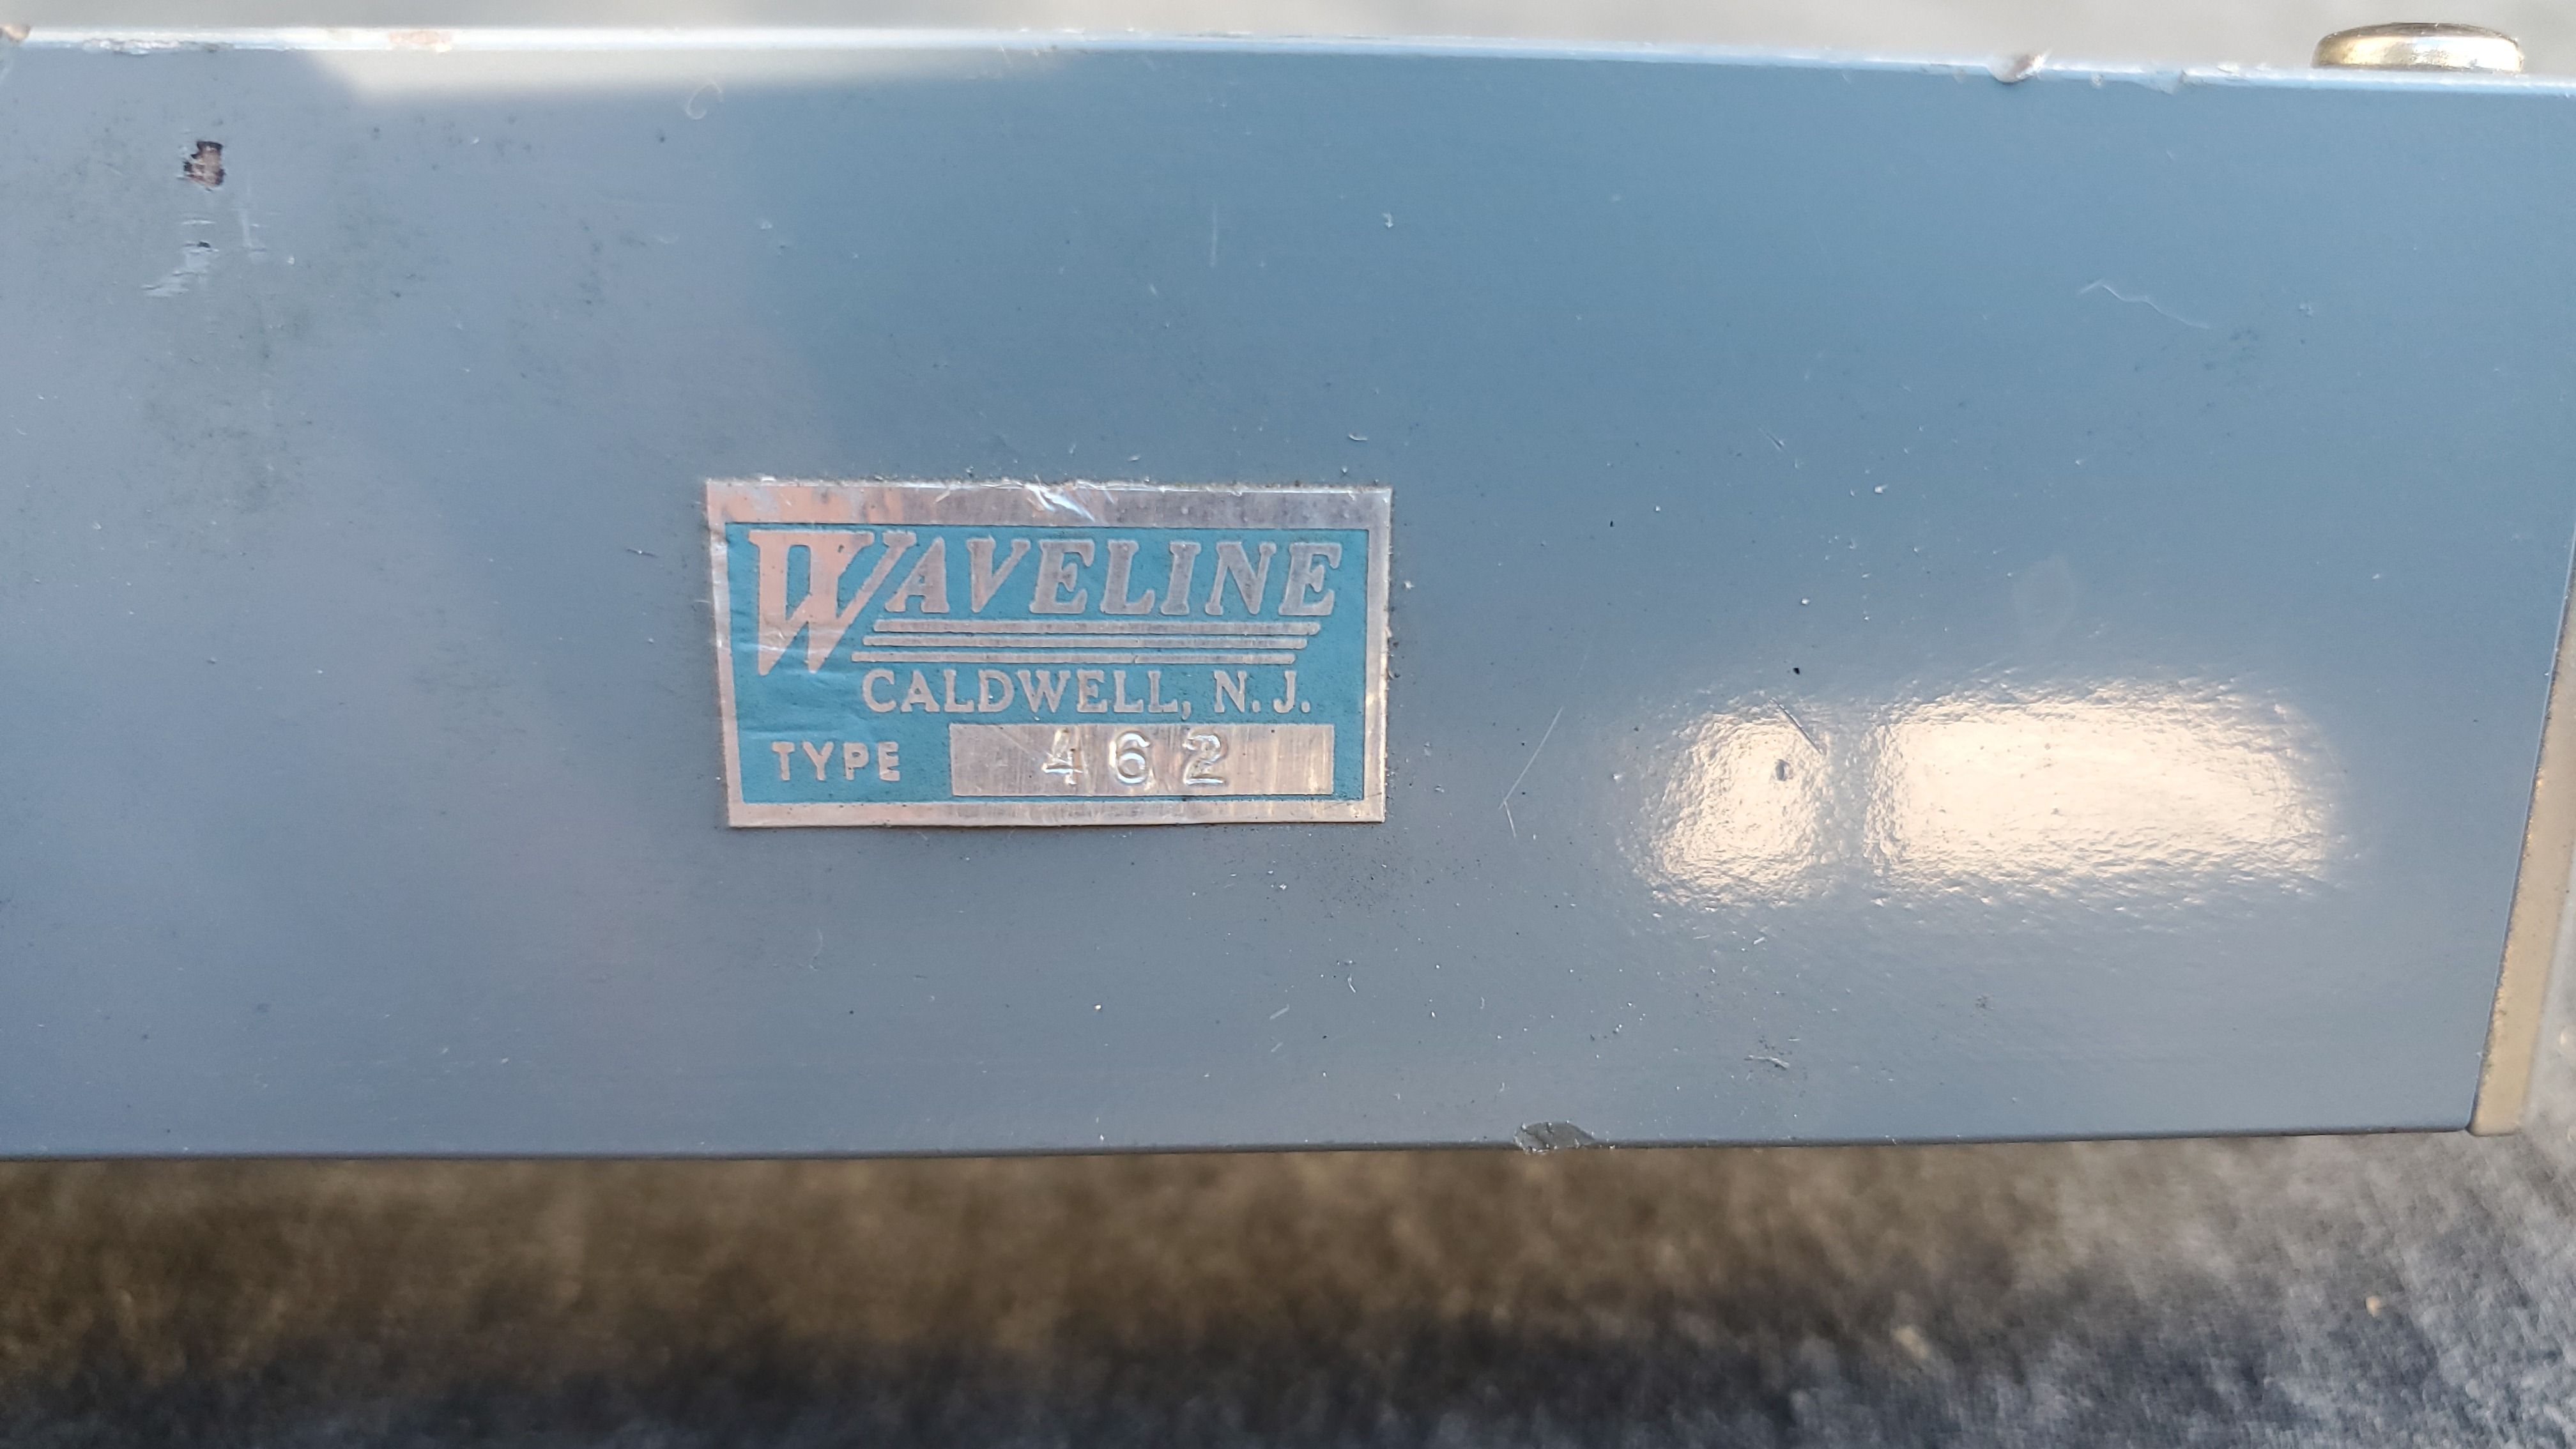 WAVELINE
CALDWELL, N. J.
TYPE 462